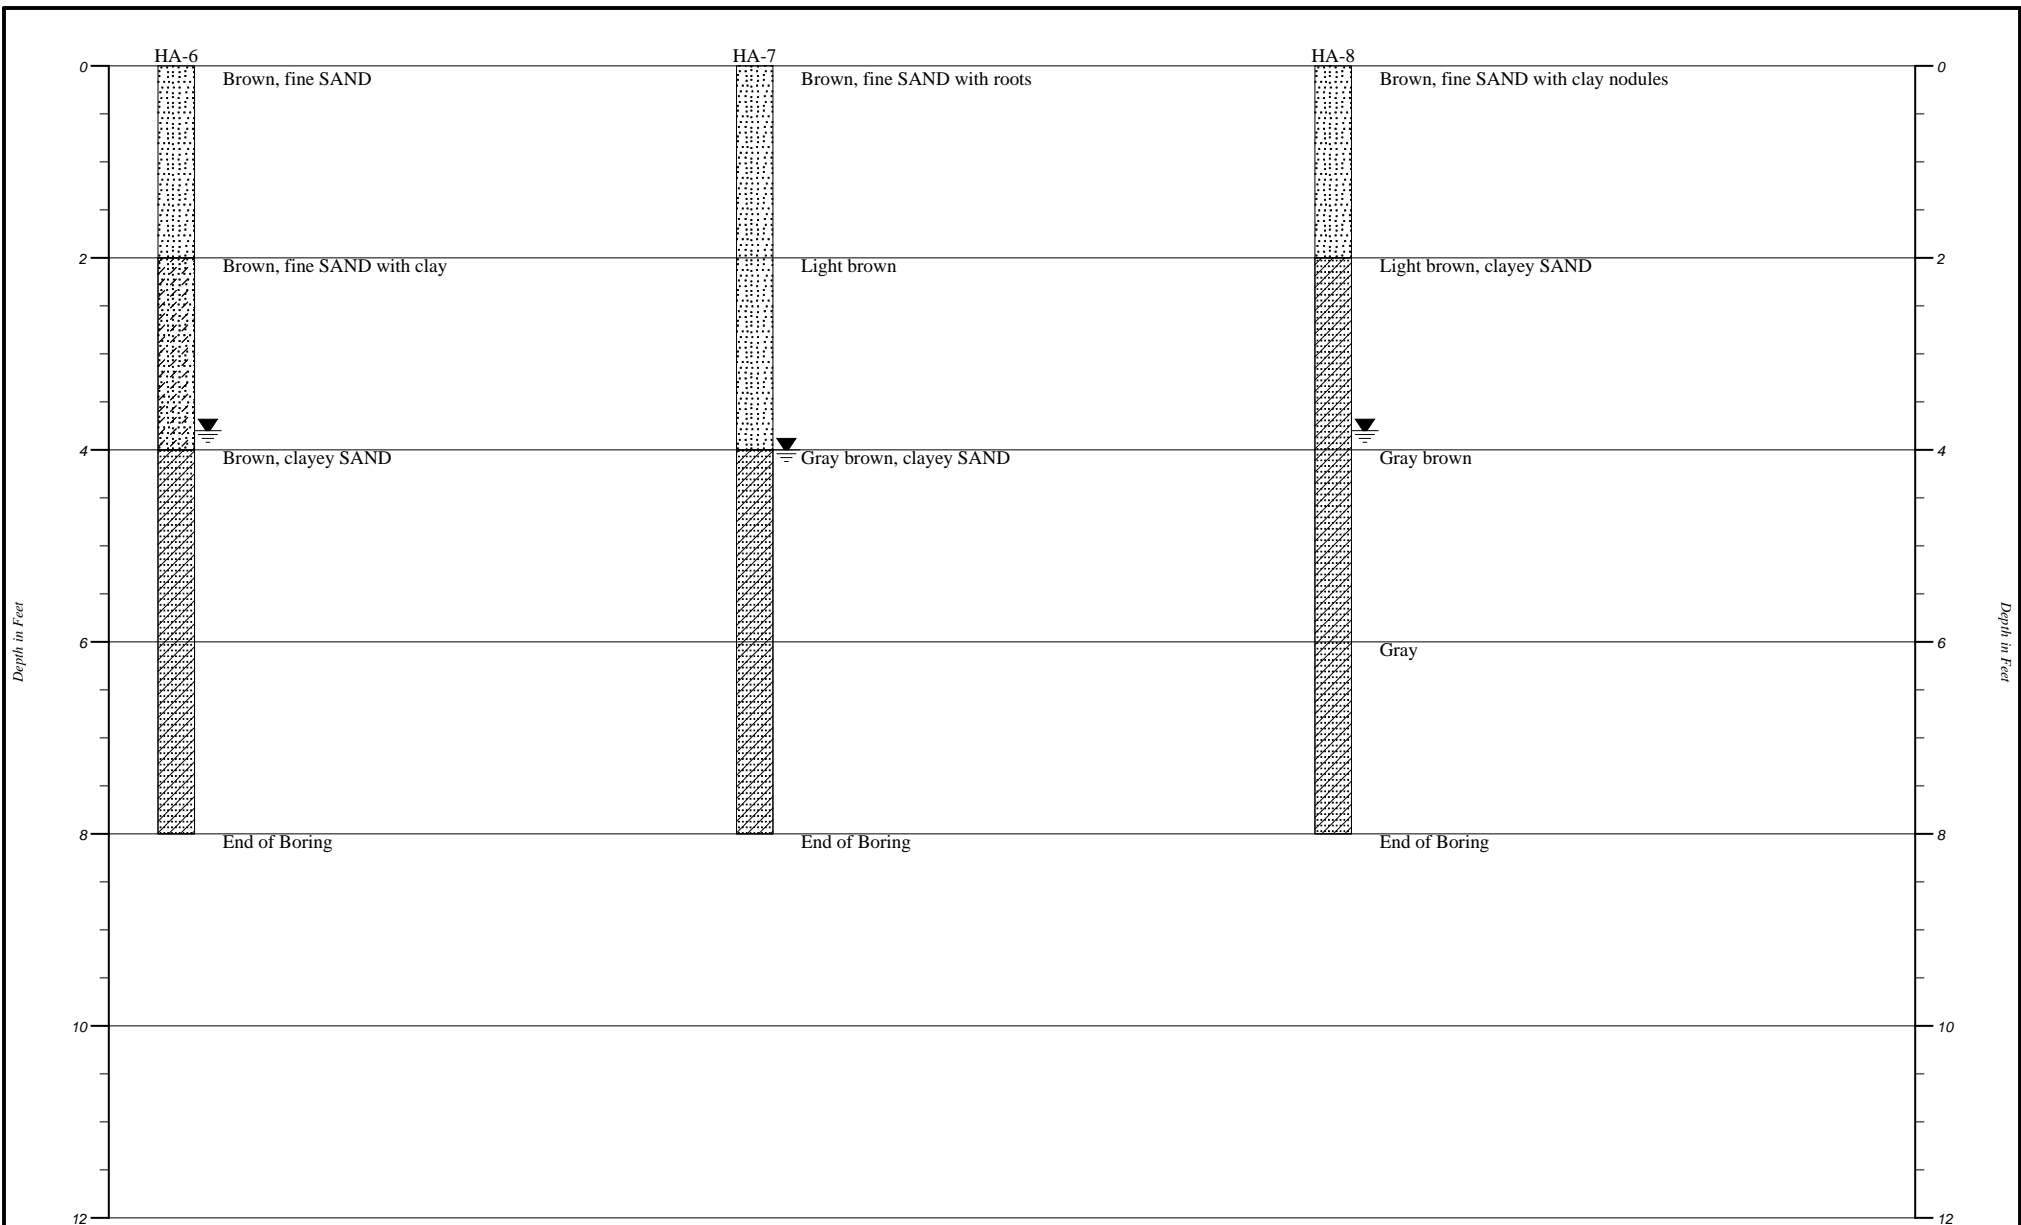 HA-6 HA-7 HA-8
0 0
Brown, fine SAND Brown, fine SAND with roots Brown, fine SAND with clay nodules
2 2
Brown, fine SAND with clay Light brown Light brown, clayey SAND
4 4
Brown, clayey SAND Gray brown, clayey SAND Gray brown
Depth in Feet Depth in Feet
6 6
Gray
8 8
End of Boring End of Boring End of Boring
10 10
12 12